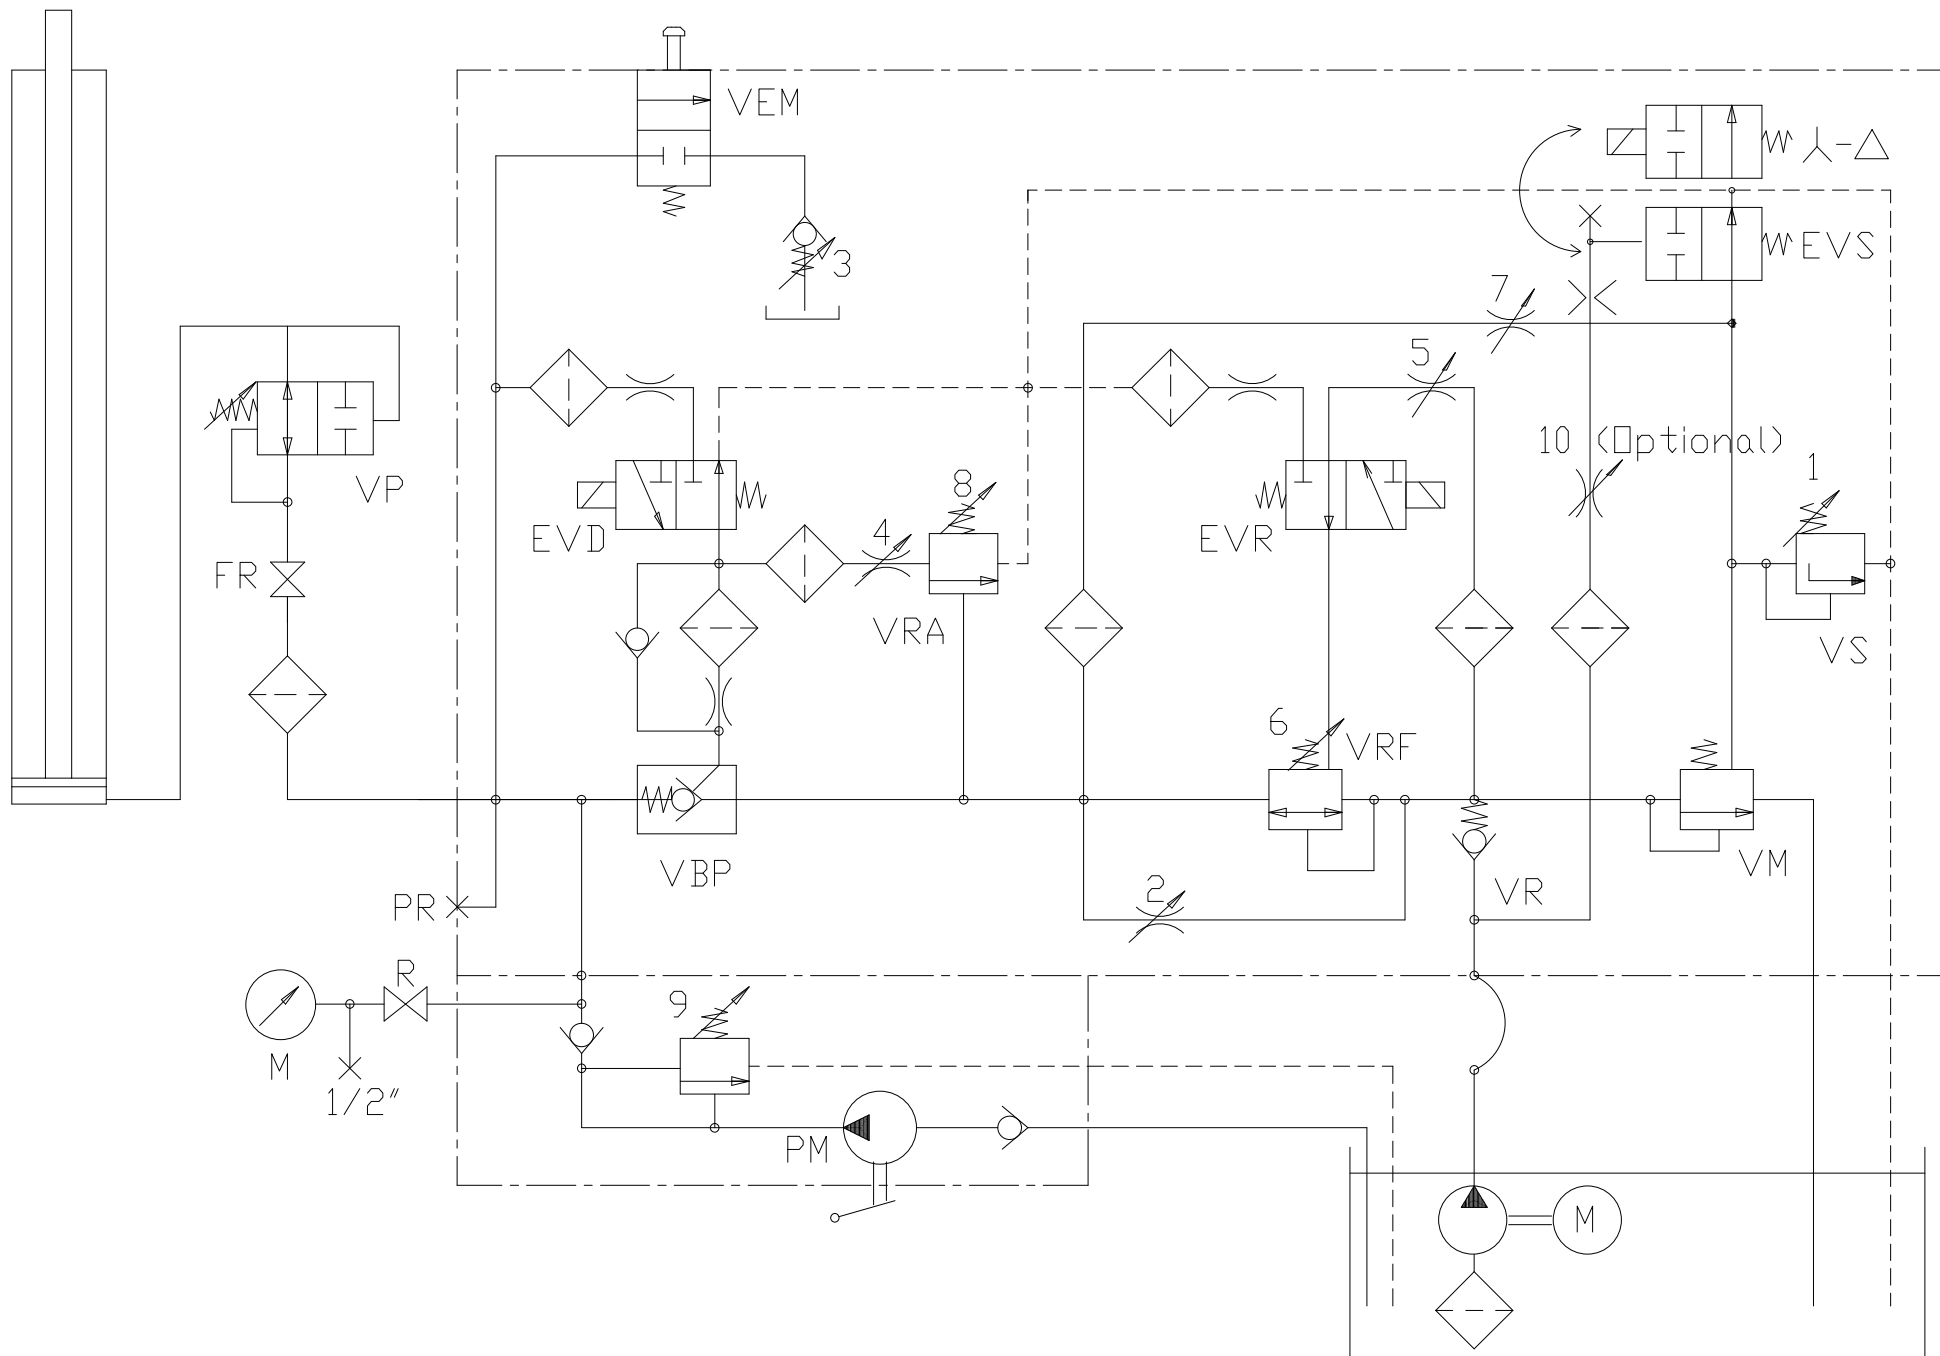 VEM
⅄-△
EVS
3
7
5
10 (Optional)
1
VP
8
EVD
4
EVR
FR
VRA
VS
6
VRF
VBP
VM
2
VR
PR
R
9
M
1/2"
PM
M